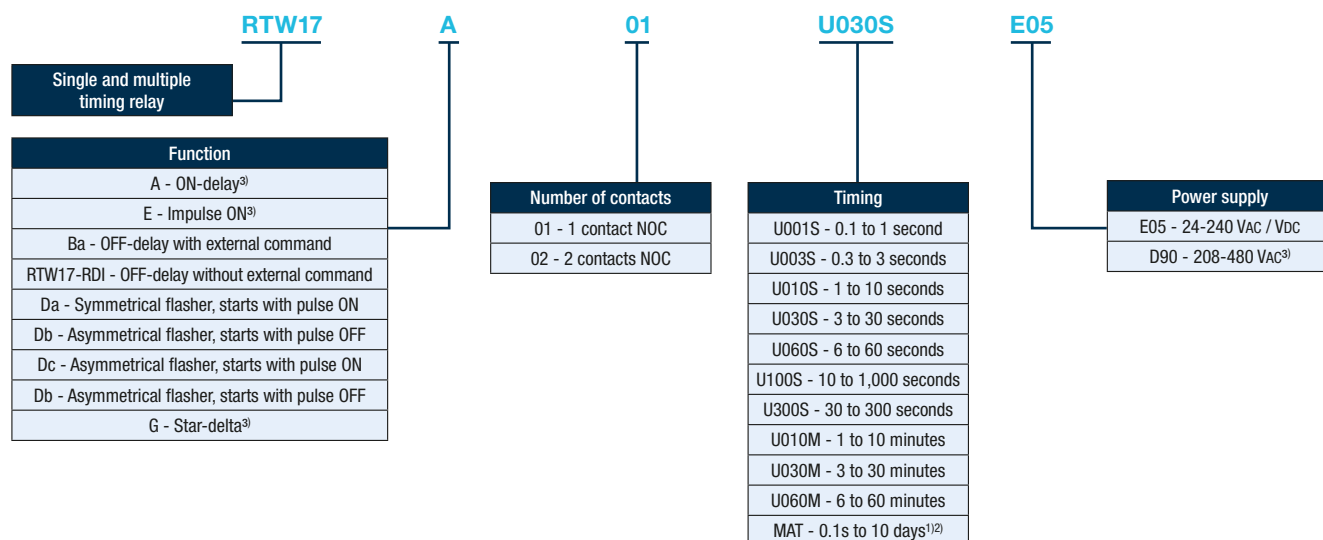 RTW17 A 01 U030S E05
Single and multiple
timing relay
Function
A - ON-delay³⁾
E - Impulse ON³⁾
Ba - OFF-delay with external command
RTW17-RDI - OFF-delay without external command
Da - Symmetrical flasher, starts with pulse ON
Db - Asymmetrical flasher, starts with pulse OFF
Dc - Asymmetrical flasher, starts with pulse ON
Db - Asymmetrical flasher, starts with pulse OFF
G - Star-delta³⁾
Number of contacts
01 - 1 contact NOC
02 - 2 contacts NOC
Timing
U001S - 0.1 to 1 second
U003S - 0.3 to 3 seconds
U010S - 1 to 10 seconds
U030S - 3 to 30 seconds
U060S - 6 to 60 seconds
U100S - 10 to 1,000 seconds
U300S - 30 to 300 seconds
U010M - 1 to 10 minutes
U030M - 3 to 30 minutes
U060M - 6 to 60 minutes
MAT - 0.1s to 10 days¹⁾²⁾
Power supply
E05 - 24-240 VAC / VDC
D90 - 208-480 VAC³⁾